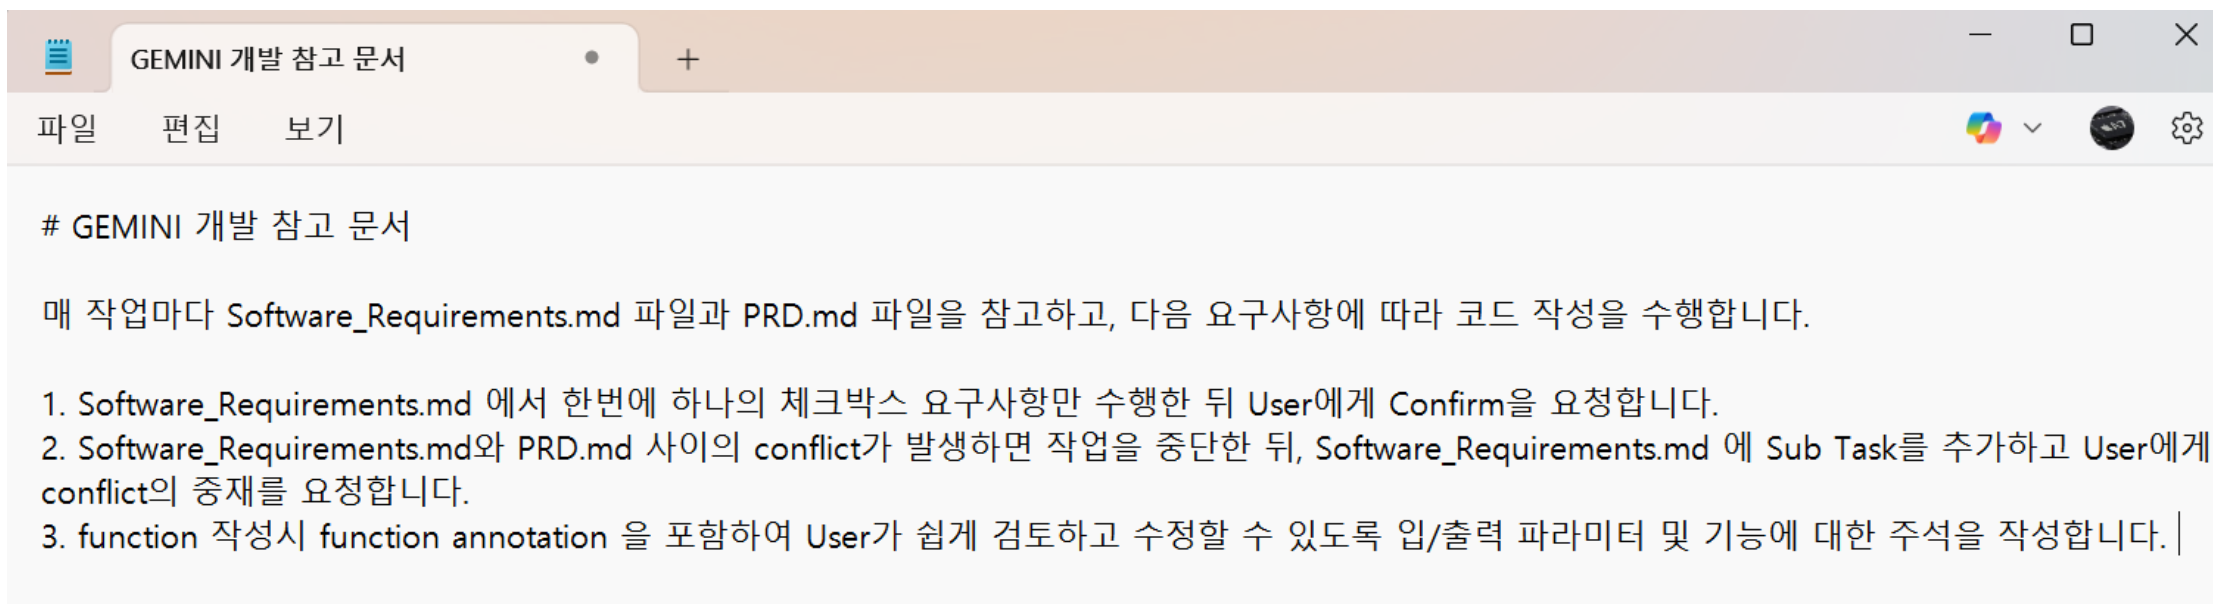 GEMINI 개발 참고 문서
파일 편집 보기
# GEMINI 개발 참고 문서
매 작업마다 Software_Requirements.md 파일과 PRD.md 파일을 참고하고, 다음 요구사항에 따라 코드 작성을 수행합니다.
1. Software_Requirements.md 에서 한번에 하나의 체크박스 요구사항만 수행한 뒤 User에게 Confirm을 요청합니다.
2. Software_Requirements.md와 PRD.md 사이의 conflict가 발생하면 작업을 중단한 뒤, Software_Requirements.md 에 Sub Task를 추가하고 User에게
conflict의 중재를 요청합니다.
3. function 작성시 function annotation 을 포함하여 User가 쉽게 검토하고 수정할 수 있도록 입/출력 파라미터 및 기능에 대한 주석을 작성합니다.